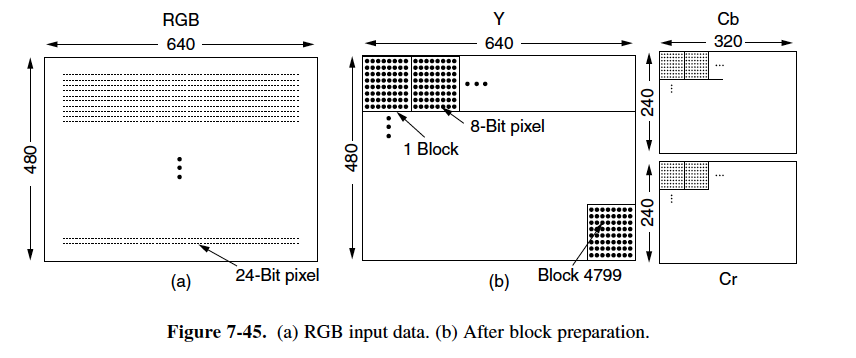 RGB
640
480
24-Bit pixel
(a)
Y
640
480
8-Bit pixel
1 Block
Block 4799
(b)
Cb
320
240
240
Cr
Figure 7-45. (a) RGB input data. (b) After block preparation.